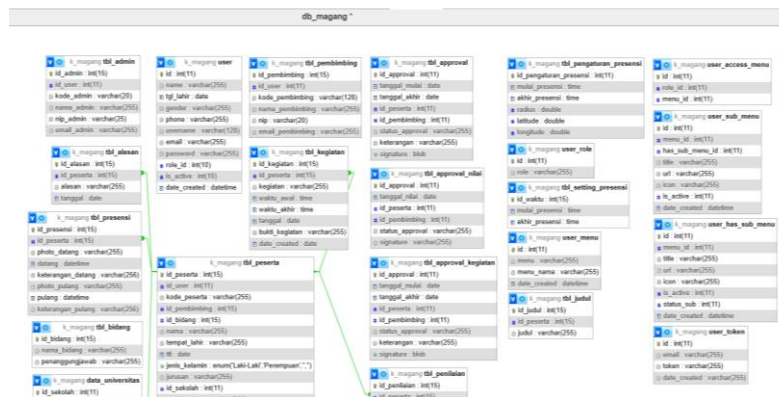 db_magang
k_magang tbl_admin
id_admin : int(15)
id_user : int(11)
kode_admin : varchar(20)
nama_admin : varchar(255)
nip_admin : varchar(25)
email_admin : varchar(255)
k_magang tbl_alasan
id_alasan : int(15)
id_peserta : int(15)
alasan : varchar(255)
tanggal : date
k_magang tbl_presensi
id_presensi : int(15)
id_peserta : int(15)
photo_datang : varchar(255)
datang : datetime
keterangan_datang : varchar(255)
photo_pulang : varchar(255)
pulang : datetime
keterangan_pulang : varchar(256)
k_magang tbl_bidang
id_bidang : int(15)
nama_bidang : varchar(255)
penanggungjawab : varchar(255)
k_magang data_universitas
id_sekolah : int(11)
k_magang user
id : int(11)
name : varchar(255)
tgl_lahir : date
gender : varchar(255)
phone : varchar(255)
username : varchar(128)
email : varchar(255)
password : varchar(255)
role_id : int(10)
is_active : int(10)
date_created : datetime
k_magang tbl_pembimbing
id_pembimbing : int(15)
id_user : int(11)
kode_pembimbing : varchar(128)
nama_pembimbing : varchar(255)
nip : varchar(20)
email_pembimbing : varchar(255)
k_magang tbl_kegiatan
id_kegiatan : int(15)
id_peserta : int(15)
kegiatan : varchar(255)
waktu_awal : time
waktu_akhir : time
tanggal : date
bukti_kegiatan : varchar(255)
date_created : date
k_magang tbl_peserta
id_peserta : int(15)
id_user : int(11)
kode_peserta : varchar(255)
id_pembimbing : int(15)
id_bidang : int(15)
nama : varchar(255)
tempat_lahir : varchar(255)
ttl : date
jenis_kelamin : enum('Laki-Laki','Perempuan','','')
jurusan : varchar(255)
id_sekolah : int(11)
k_magang tbl_approval
id_approval : int(11)
tanggal_mulai : date
tanggal_akhir : date
id_peserta : int(11)
id_pembimbing : int(11)
status_approval : varchar(255)
keterangan : varchar(255)
signature : blob
k_magang tbl_approval_nilai
id_approval : int(11)
tanggal_nilai : date
id_peserta : int(11)
id_pembimbing : int(11)
status_approval : varchar(255)
signature : varchar(255)
k_magang tbl_approval_kegiatan
id_approval : int(11)
tanggal_mulai : date
tanggal_akhir : date
id_peserta : int(11)
id_pembimbing : int(11)
status_approval : varchar(255)
keterangan : varchar(255)
signature : blob
k_magang tbl_penilaian
id_penilaian : int(15)
id_peserta : int(15)
k_magang tbl_pengaturan_presensi
id_pengaturan_presensi : int(11)
mulai_presensi : time
akhir_presensi : time
radius : double
latitude : double
longitude : double
k_magang user_role
id : int(11)
role : varchar(255)
k_magang tbl_setting_presensi
id_waktu : int(15)
mulai_presensi : time
akhir_presensi : time
k_magang user_menu
id : int(11)
menu : varchar(255)
menu_nama : varchar(255)
date_created : datetime
k_magang tbl_judul
id_judul : int(15)
id_peserta : int(15)
judul : varchar(255)
k_magang user_access_menu
id : int(11)
role_id : int(11)
menu_id : int(11)
k_magang user_sub_menu
id : int(11)
menu_id : int(11)
has_sub_menu_id : int(11)
title : varchar(255)
url : varchar(255)
icon : varchar(255)
is_active : int(11)
date_created : datetime
k_magang user_has_sub_menu
id : int(11)
menu_id : int(11)
title : varchar(255)
url : varchar(255)
icon : varchar(255)
is_active : int(11)
status_sub : int(11)
date_created : datetime
k_magang user_token
id : int(11)
email : varchar(255)
token : varchar(255)
date_created : varchar(255)